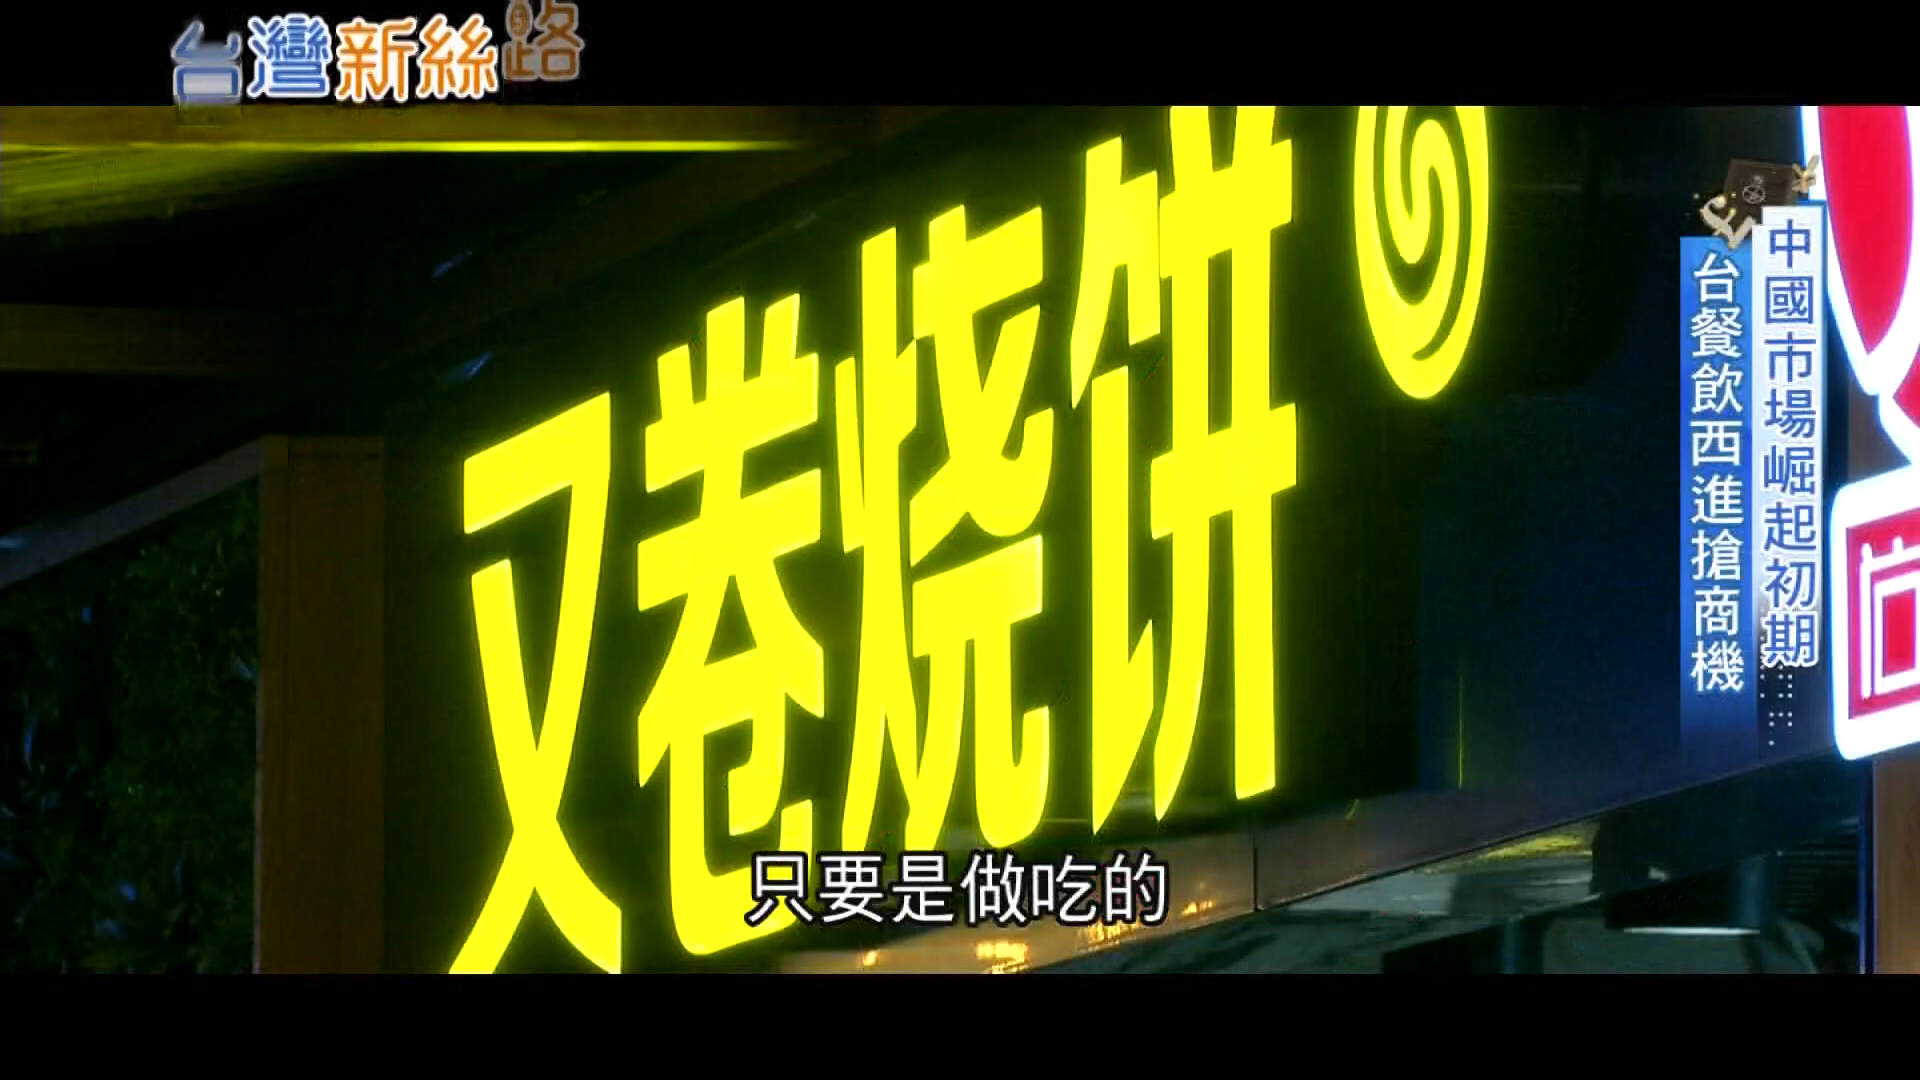 台灣新絲路
又卷烧饼
中國市場崛起初期
台餐飲西進搶商機
尚
只要是做吃的